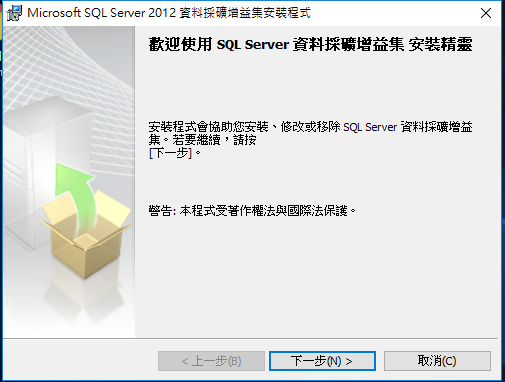 Microsoft SQL Server 2012 資料採礦增益集安裝程式
歡迎使用 SQL Server 資料採礦增益集 安裝精靈
安裝程式會協助您安裝、修改或移除 SQL Server 資料採礦增益
集。若要繼續，請按
[下一步]。
警告: 本程式受著作權法與國際法保護。
< 上一步(B)
下一步(N) >
取消(C)